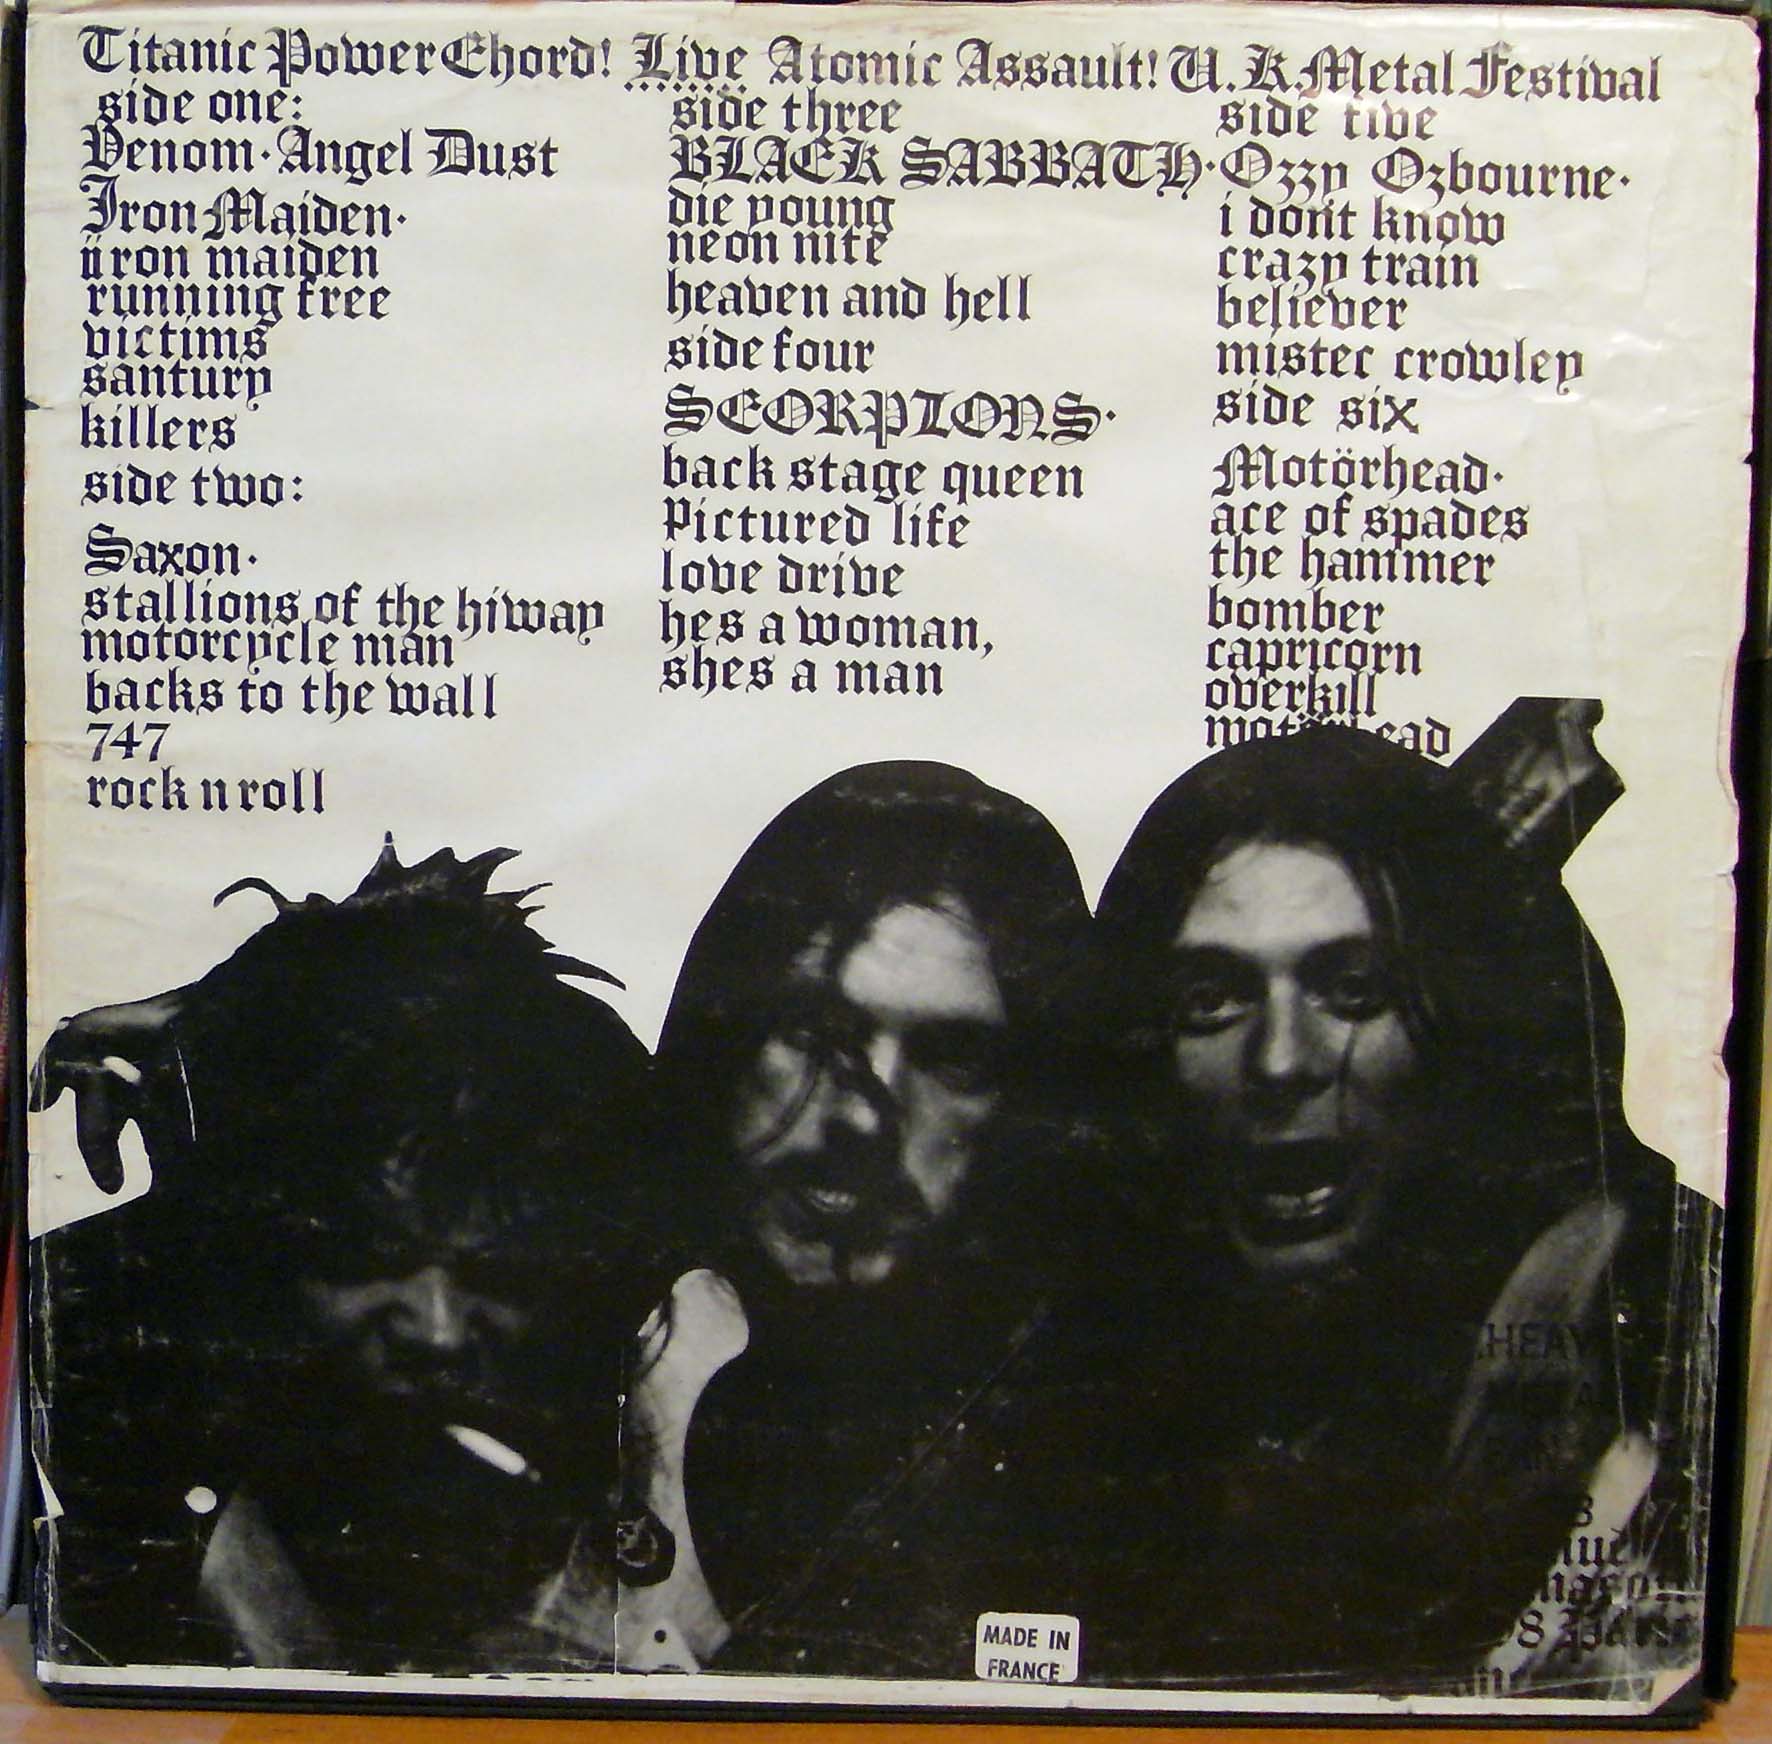 Titanic Power Chord! Live Atomic Assault! U.K. Metal Festival
side one:
Venom · Angel Dust
Iron Maiden ·
iiron maiden
running free
victims
santury
killers
side two:
Saxon ·
stallions of the hiway
motorcycle man
backs to the wall
747
rock n roll
side three
BLACK SABBATH ·
die young
neon nite
heaven and hell
side four
SCORPIONS ·
back stage queen
Pictured life
love drive
hes a woman,
shes a man
side five
Ozzy Ozbourne ·
i dont know
crazy train
believer
mister crowley
side six
Motörhead ·
ace of spades
the hammer
bomber
capricorn
overkill
motörhead
MADE IN
FRANCE